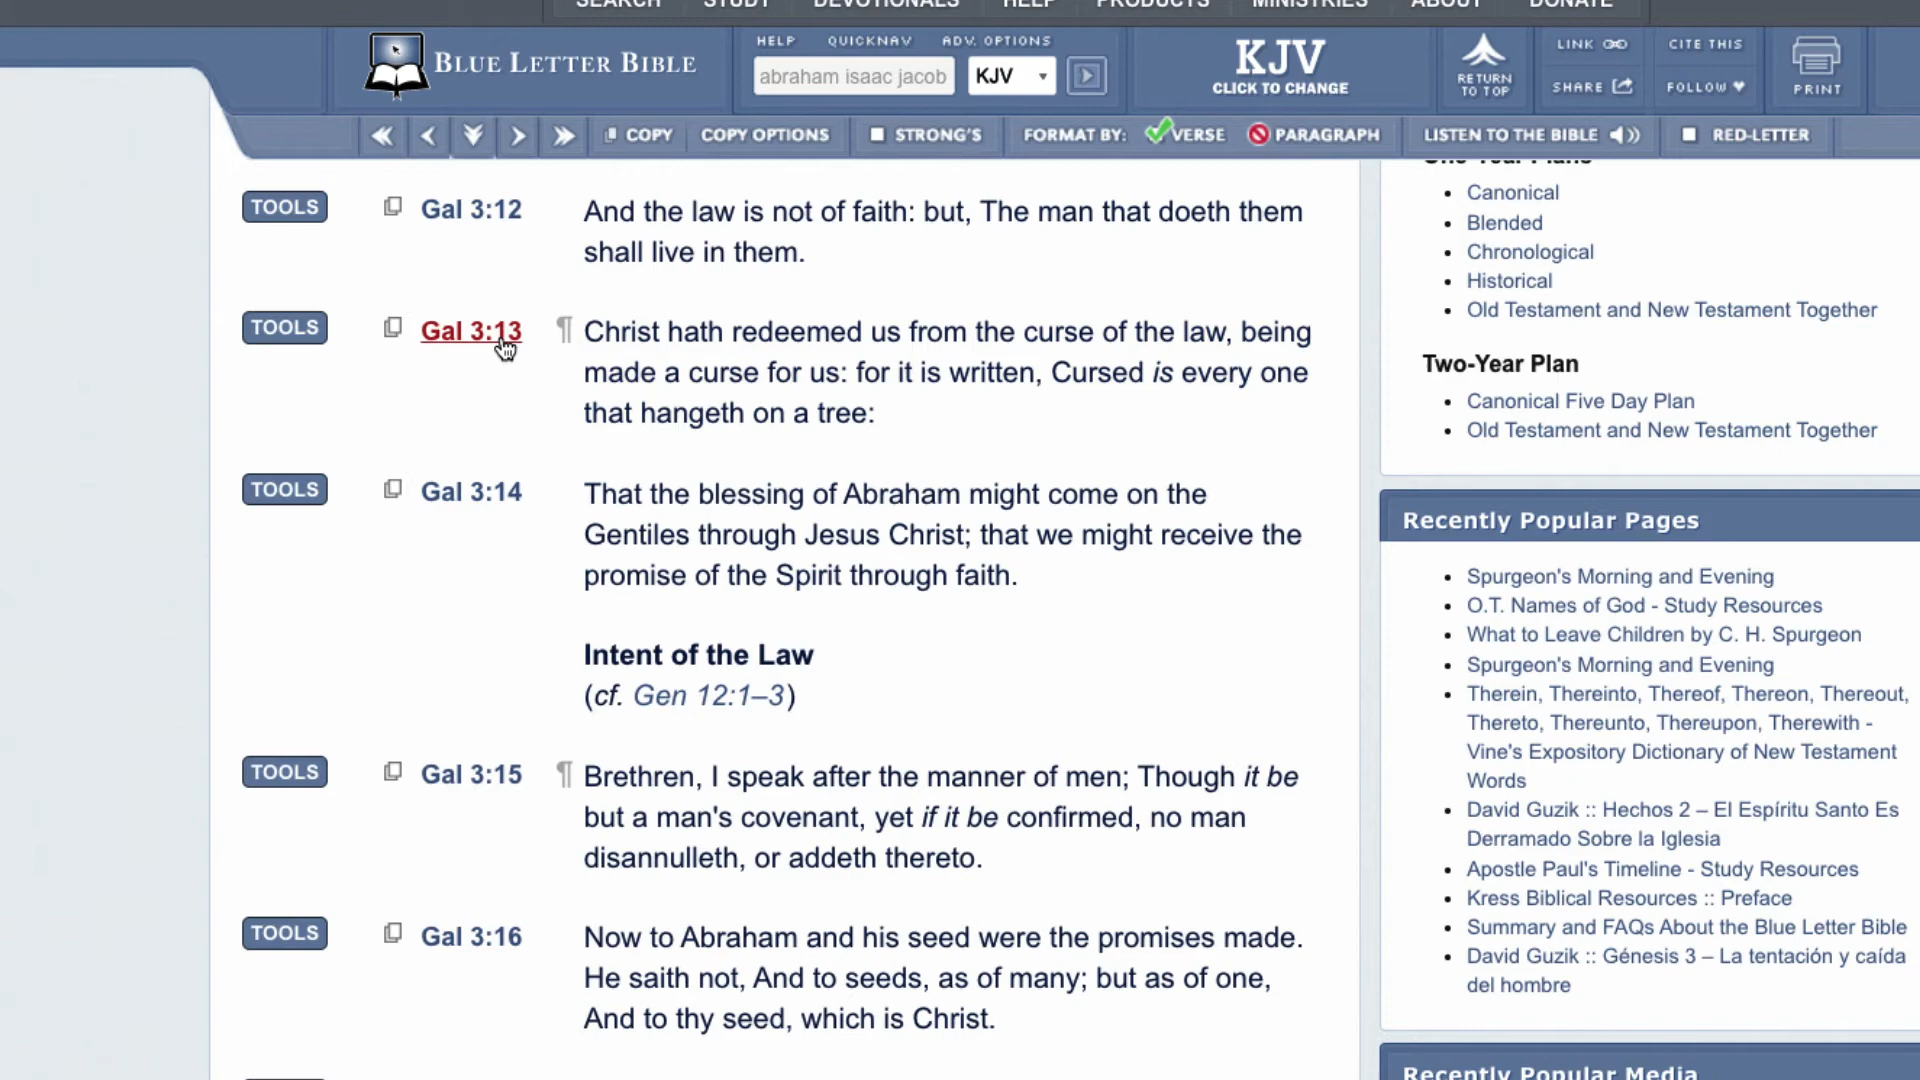 SEARCH STUDY DEVOTIONALS HELP PRODUCTS MINISTRIES ABOUT DONATE
BLUE LETTER BIBLE
HELP QUICKNAV ADV. OPTIONS
abraham isaac jacob KJV
KJV
CLICK TO CHANGE
RETURN
TO TOP
LINK
SHARE
CITE THIS
FOLLOW
PRINT
COPY COPY OPTIONS STRONG'S FORMAT BY: VERSE PARAGRAPH LISTEN TO THE BIBLE RED-LETTER
TOOLS Gal 3:12 And the law is not of faith: but, The man that doeth them
shall live in them.
TOOLS Gal 3:13 ¶ Christ hath redeemed us from the curse of the law, being
made a curse for us: for it is written, Cursed is every one
that hangeth on a tree:
TOOLS Gal 3:14 That the blessing of Abraham might come on the
Gentiles through Jesus Christ; that we might receive the
promise of the Spirit through faith.
Intent of the Law
(cf. Gen 12:1–3)
TOOLS Gal 3:15 ¶ Brethren, I speak after the manner of men; Though it be
but a man's covenant, yet if it be confirmed, no man
disannulleth, or addeth thereto.
TOOLS Gal 3:16 Now to Abraham and his seed were the promises made.
He saith not, And to seeds, as of many; but as of one,
And to thy seed, which is Christ.
One-Year Plans
• Canonical
• Blended
• Chronological
• Historical
• Old Testament and New Testament Together
Two-Year Plan
• Canonical Five Day Plan
• Old Testament and New Testament Together
Recently Popular Pages
• Spurgeon's Morning and Evening
• O.T. Names of God - Study Resources
• What to Leave Children by C. H. Spurgeon
• Spurgeon's Morning and Evening
• Therein, Thereinto, Thereof, Thereon, Thereout,
Thereto, Thereunto, Thereupon, Therewith -
Vine's Expository Dictionary of New Testament
Words
• David Guzik :: Hechos 2 – El Espíritu Santo Es
Derramado Sobre la Iglesia
• Apostle Paul's Timeline - Study Resources
• Kress Biblical Resources :: Preface
• Summary and FAQs About the Blue Letter Bible
• David Guzik :: Génesis 3 – La tentación y caída
del hombre
Recently Popular Media